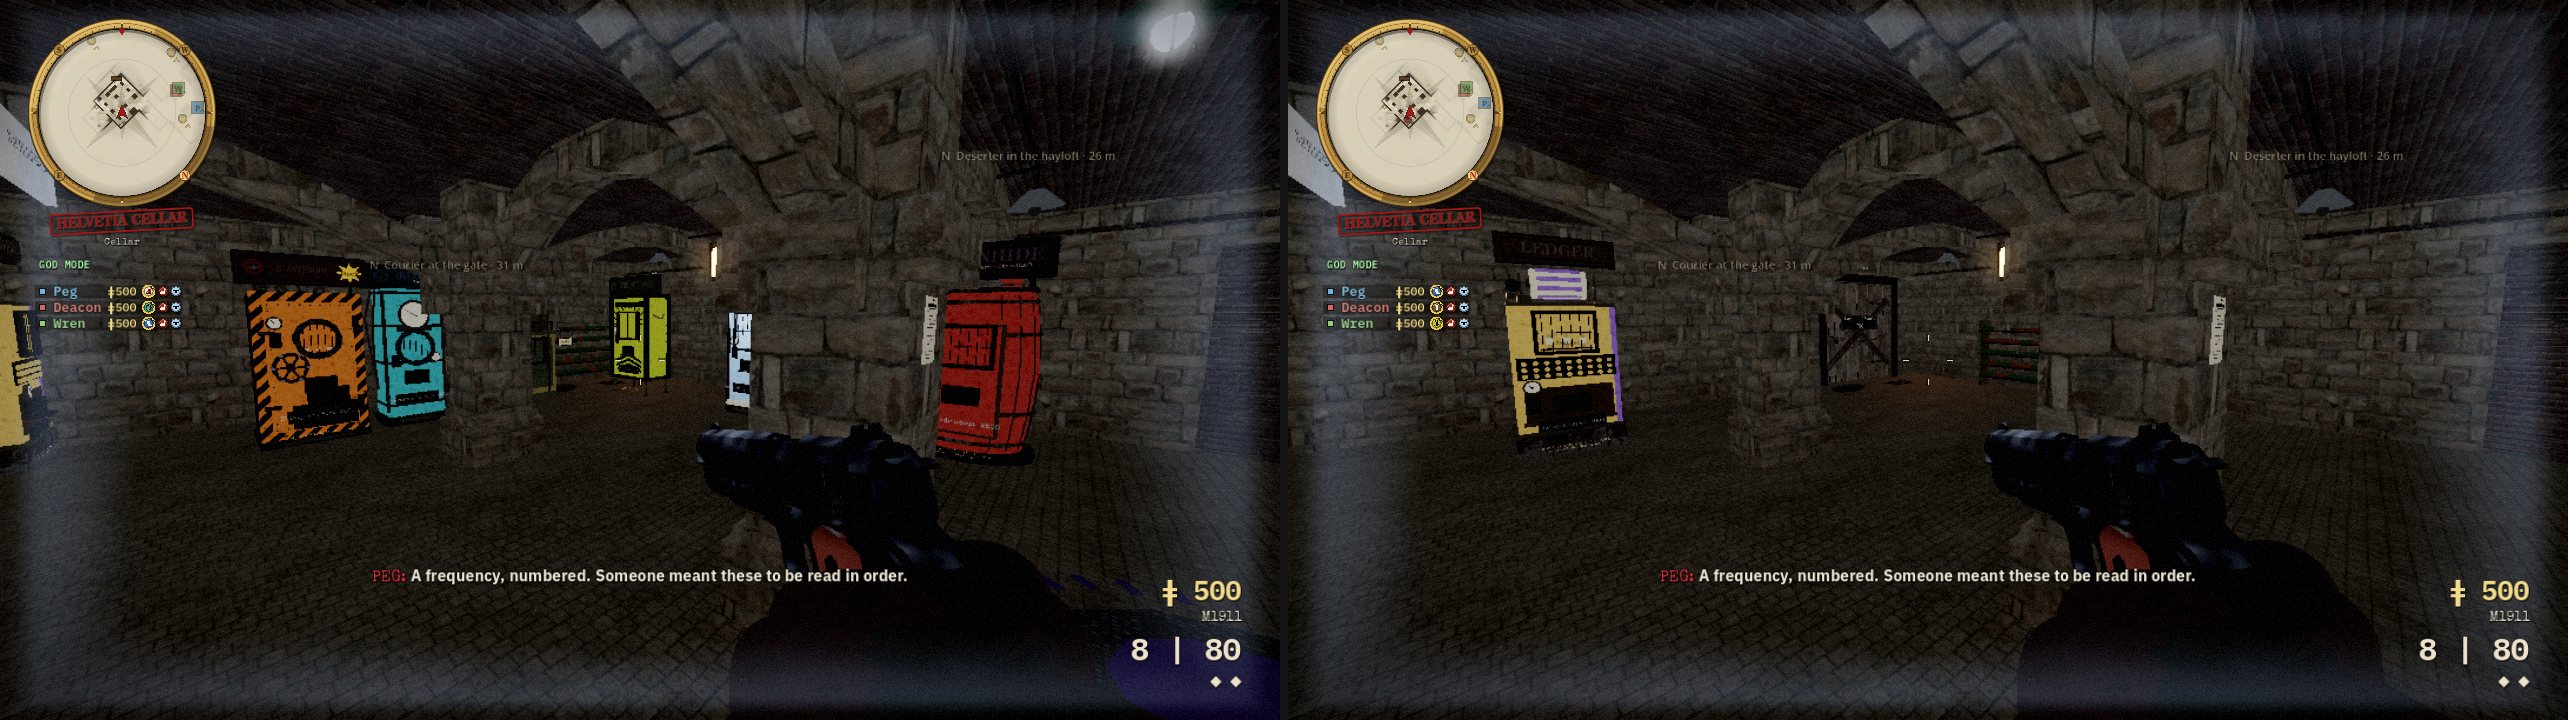 S
W
W
P
E
N
N Deserter in the hayloft · 26 m
HELVETIA CELLAR
Cellar
N Courier at the gate · 31 m
GOD MODE
Peg ‡500
Deacon ‡500
Wren ‡500
PEG: A frequency, numbered. Someone meant these to be read in order.
‡ 500
M1911
8 | 80
S
W
W
P
E
N
N Deserter in the hayloft · 26 m
HELVETIA CELLAR
Cellar
LEDGER
N Courier at the gate · 31 m
GOD MODE
Peg ‡500
Deacon ‡500
Wren ‡500
PEG: A frequency, numbered. Someone meant these to be read in order.
‡ 500
M1911
8 | 80